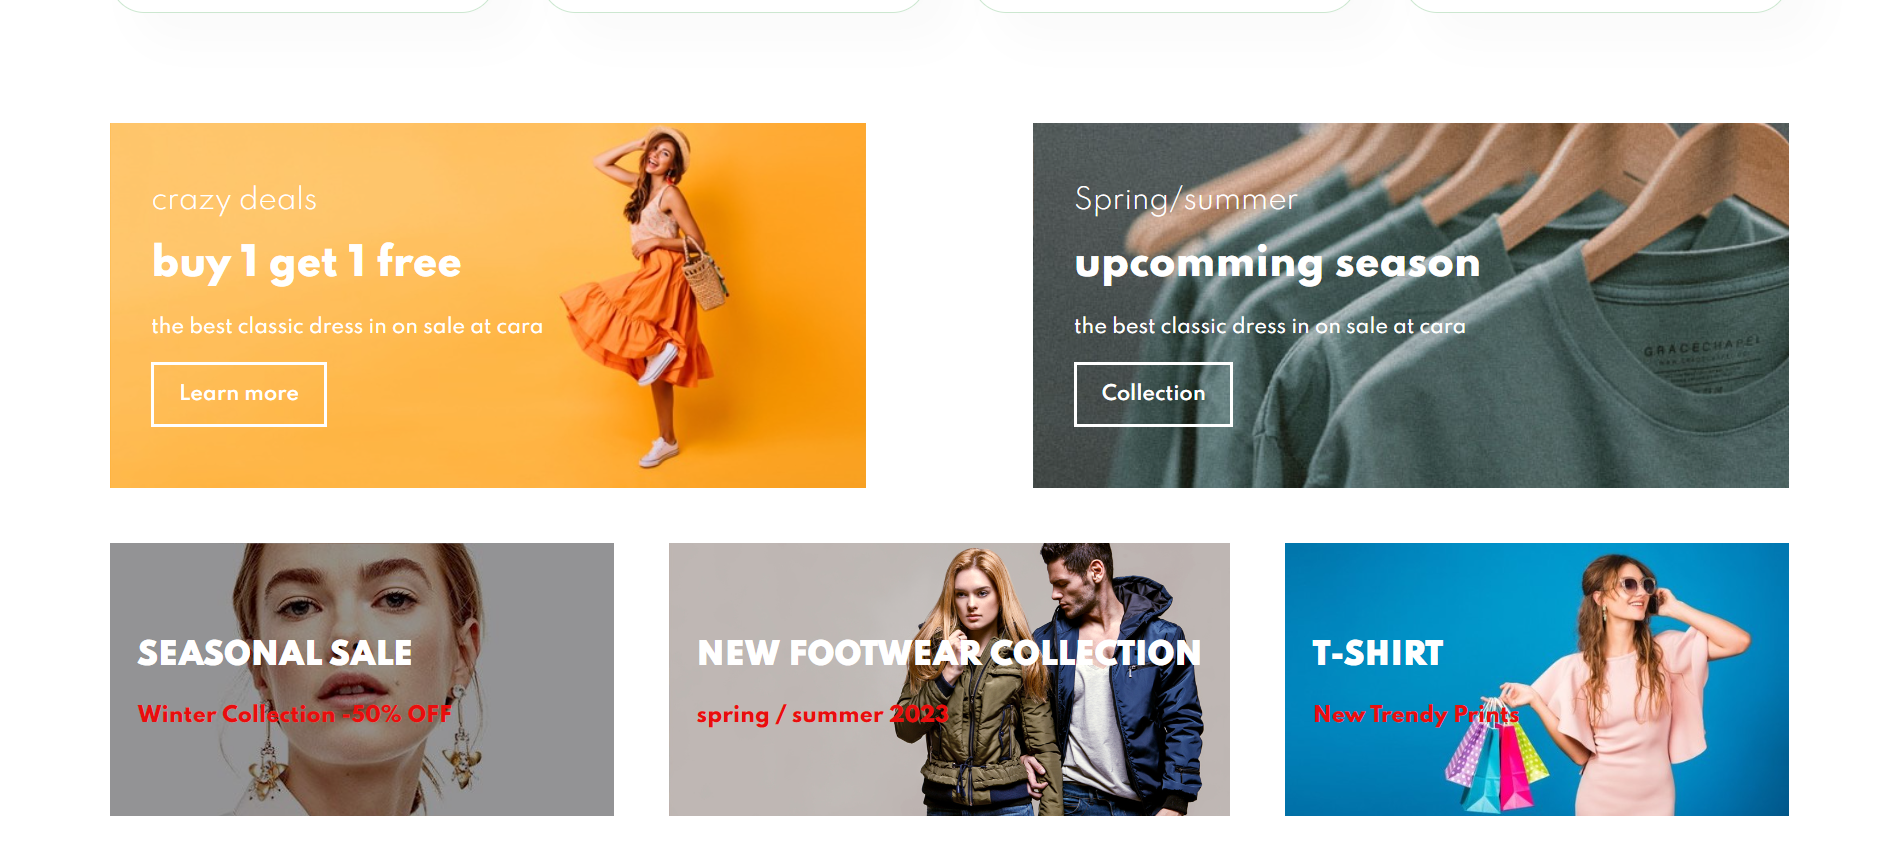 crazy deals
buy 1 get 1 free
the best classic dress in on sale at cara
Learn more
Spring/summer
upcomming season
the best classic dress in on sale at cara
Collection
GRACECHAPEL
SEASONAL SALE
Winter Collection -50% OFF
NEW FOOTWEAR COLLECTION
spring / summer 2023
T-SHIRT
New Trendy Prints